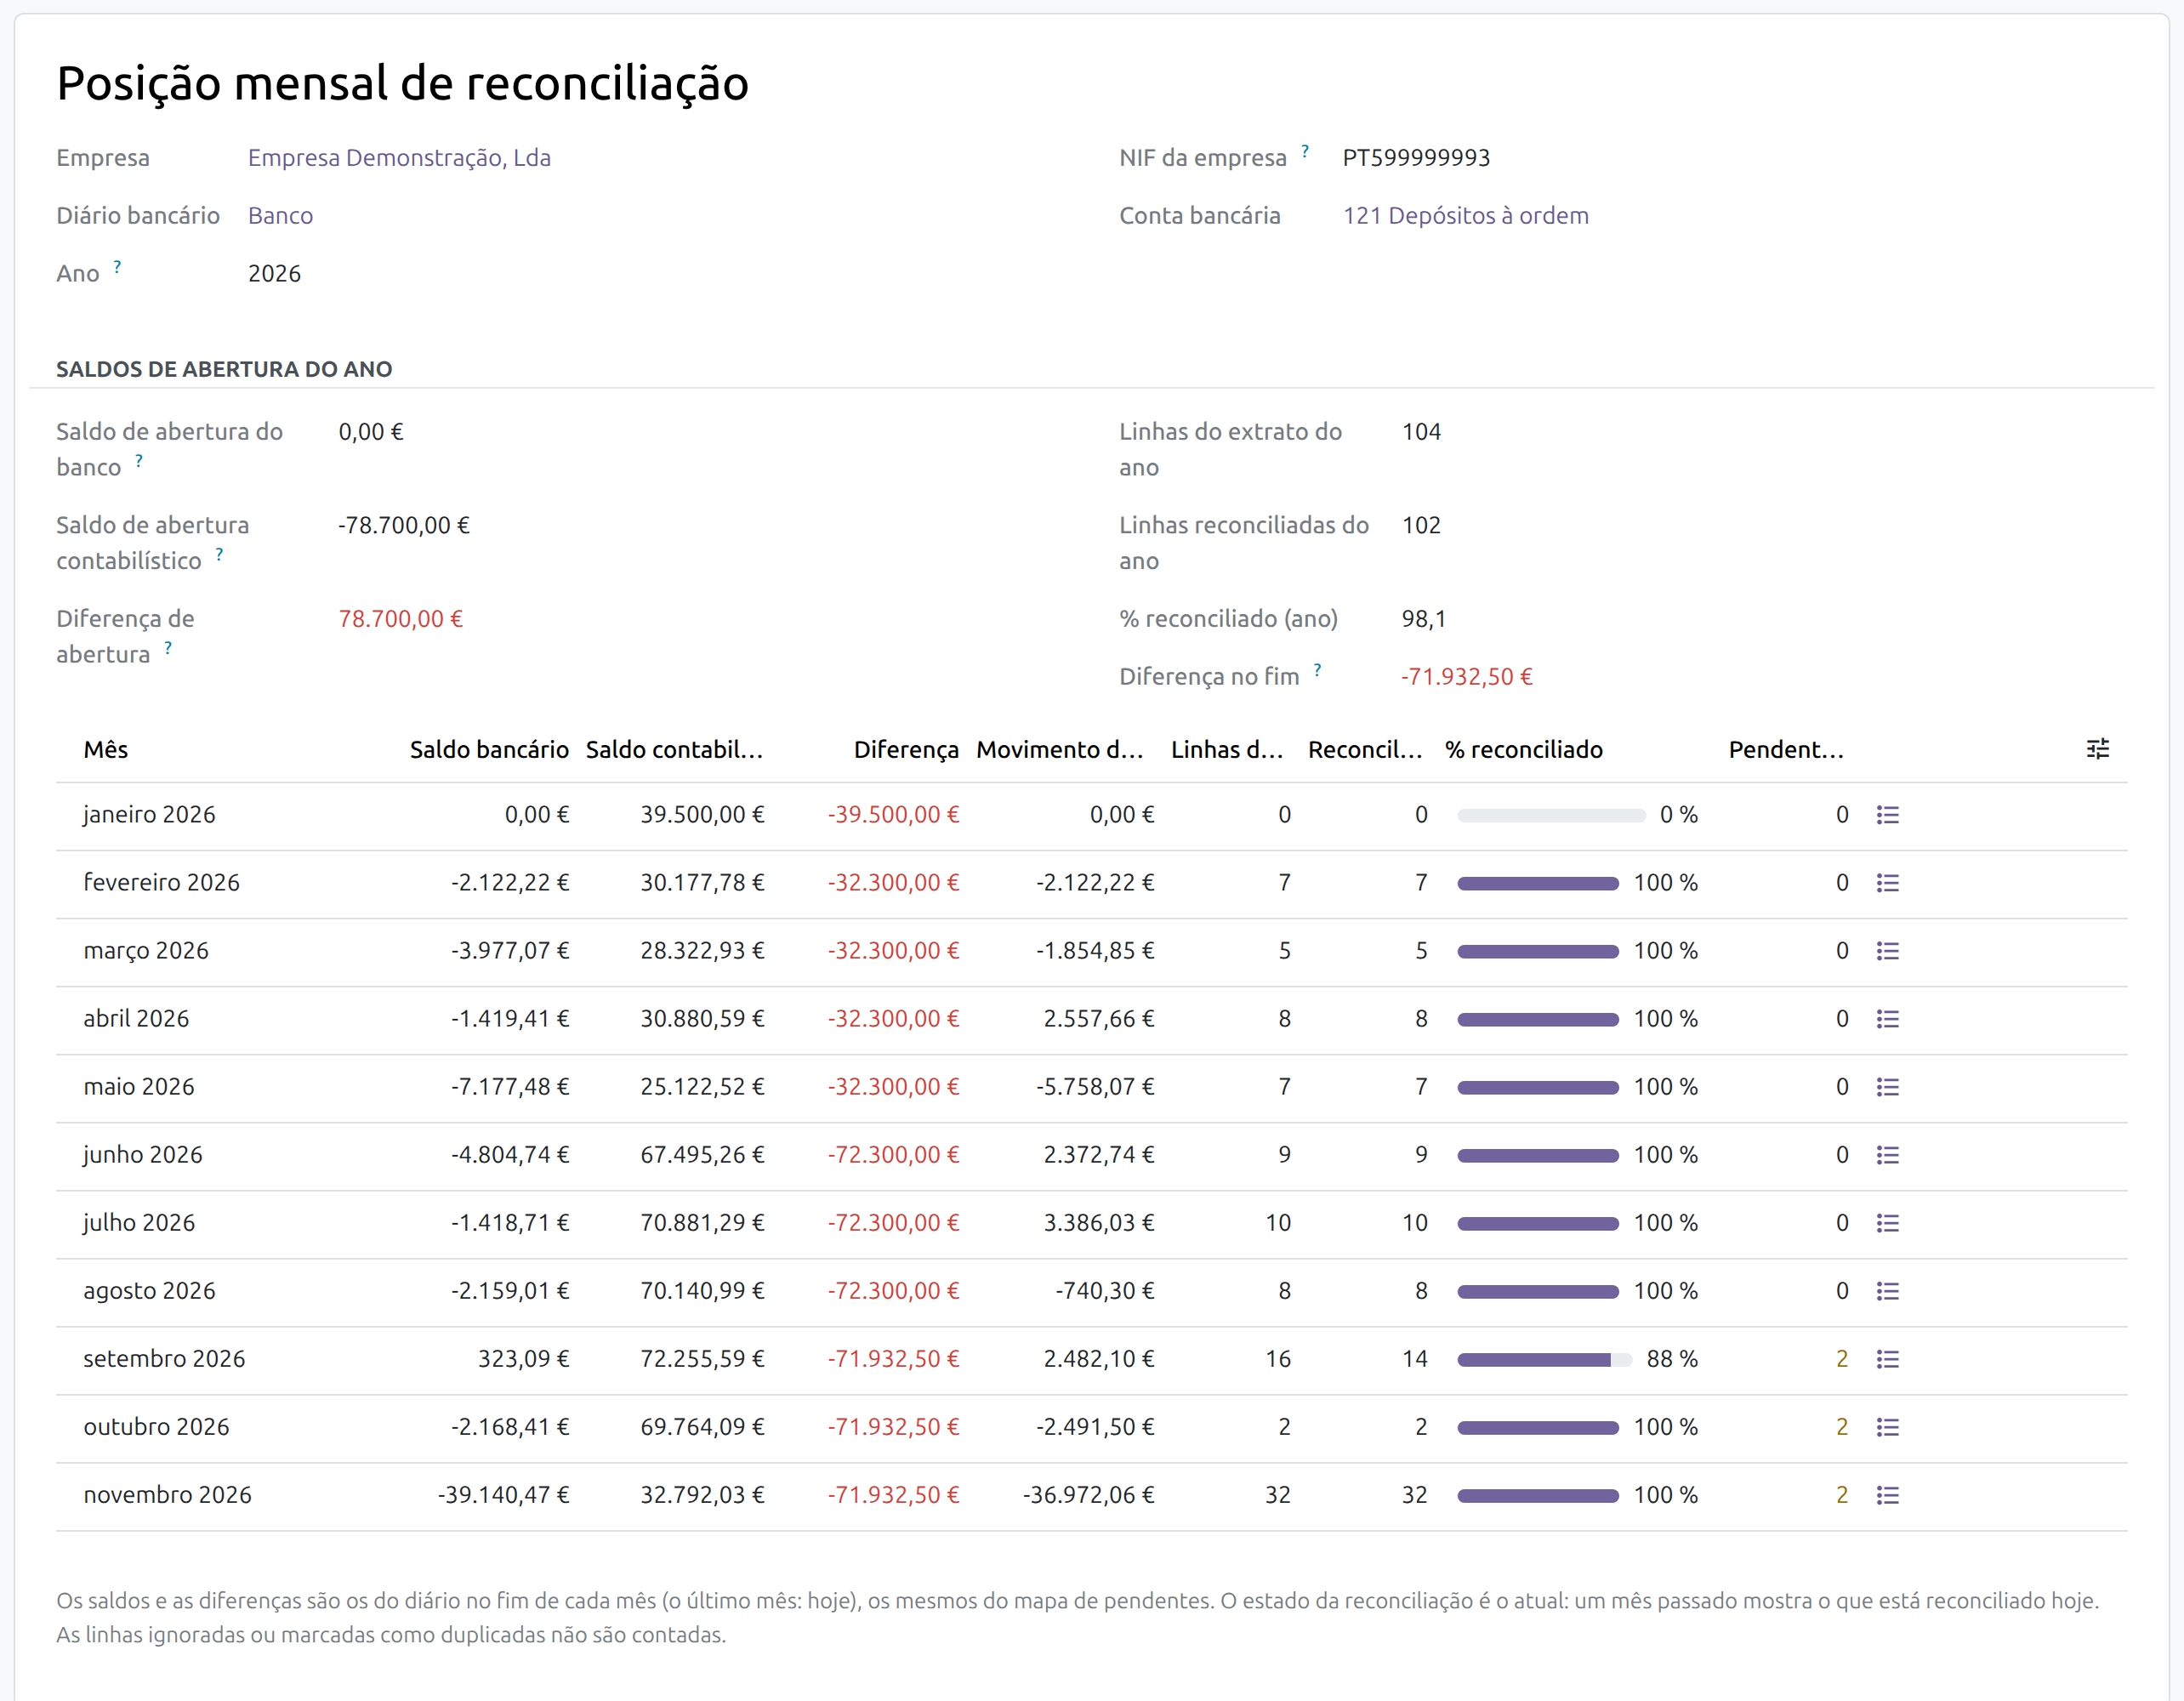 Posição mensal de reconciliação
Empresa Empresa Demonstração, Lda NIF da empresa ? PT599999993
Diário bancário Banco Conta bancária 121 Depósitos à ordem
Ano ? 2026
SALDOS DE ABERTURA DO ANO
Saldo de abertura do banco ? 0,00 € Linhas do extrato do ano 104
Saldo de abertura contabilístico ? -78.700,00 € Linhas reconciliadas do ano 102
Diferença de abertura ? 78.700,00 € % reconciliado (ano) 98,1
Diferença no fim ? -71.932,50 €
Mês Saldo bancário Saldo contabil... Diferença Movimento d... Linhas d... Reconcil... % reconciliado Pendent...
janeiro 2026 0,00 € 39.500,00 € -39.500,00 € 0,00 € 0 0 0 % 0
fevereiro 2026 -2.122,22 € 30.177,78 € -32.300,00 € -2.122,22 € 7 7 100 % 0
março 2026 -3.977,07 € 28.322,93 € -32.300,00 € -1.854,85 € 5 5 100 % 0
abril 2026 -1.419,41 € 30.880,59 € -32.300,00 € 2.557,66 € 8 8 100 % 0
maio 2026 -7.177,48 € 25.122,52 € -32.300,00 € -5.758,07 € 7 7 100 % 0
junho 2026 -4.804,74 € 67.495,26 € -72.300,00 € 2.372,74 € 9 9 100 % 0
julho 2026 -1.418,71 € 70.881,29 € -72.300,00 € 3.386,03 € 10 10 100 % 0
agosto 2026 -2.159,01 € 70.140,99 € -72.300,00 € -740,30 € 8 8 100 % 0
setembro 2026 323,09 € 72.255,59 € -71.932,50 € 2.482,10 € 16 14 88 % 2
outubro 2026 -2.168,41 € 69.764,09 € -71.932,50 € -2.491,50 € 2 2 100 % 2
novembro 2026 -39.140,47 € 32.792,03 € -71.932,50 € -36.972,06 € 32 32 100 % 2
Os saldos e as diferenças são os do diário no fim de cada mês (o último mês: hoje), os mesmos do mapa de pendentes. O estado da reconciliação é o atual: um mês passado mostra o que está reconciliado hoje.
As linhas ignoradas ou marcadas como duplicadas não são contadas.